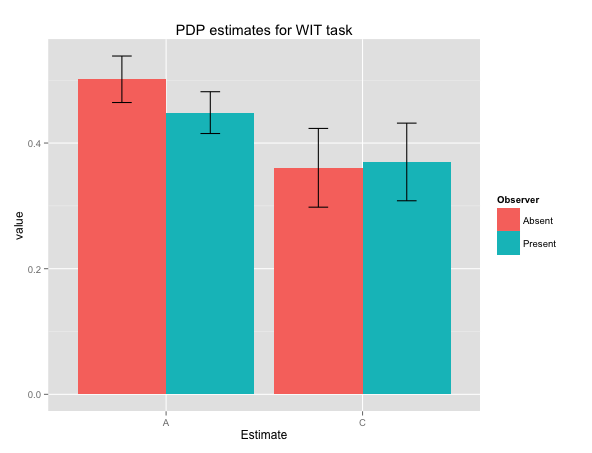 PDP estimates for WIT task
value
0.4
0.2
0.0
A
C
Estimate
Observer
Absent
Present